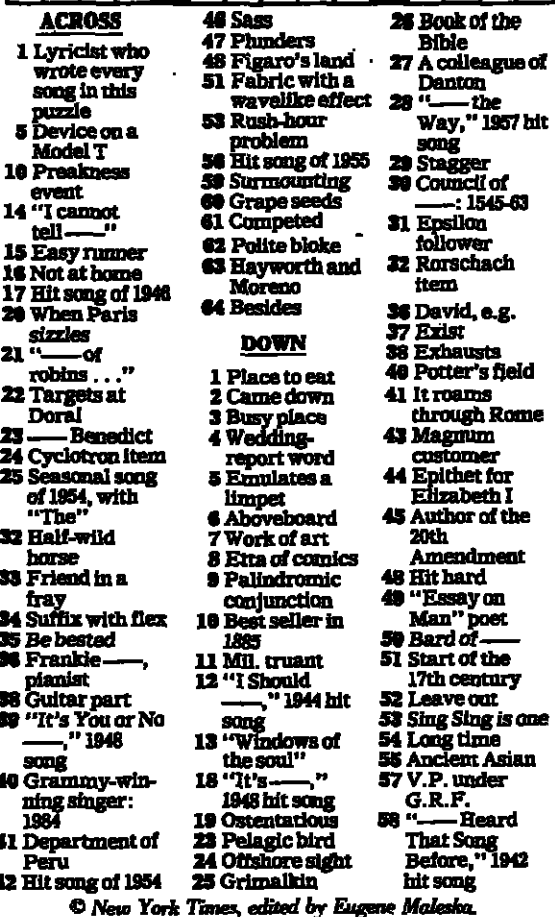 ACROSS
1 Lyricist who
wrote every
song in this
puzzle
5 Device on a
Model T
10 Preakness
event
14 "I cannot
tell —"
15 Easy runner
16 Not at home
17 Hit song of 1946
20 When Paris
sizzles
21 "— of
robins . . ."
22 Targets at
Doral
23 — Benedict
24 Cyclotron item
25 Seasonal song
of 1954, with
"The"
32 Half-wild
horse
33 Friend in a
fray
34 Suffix with flex
35 Be bested
36 Frankie —,
pianist
38 Guitar part
39 "It's You or No
—," 1948
song
40 Grammy-win-
ning singer:
1984
41 Department of
Peru
42 Hit song of 1954
46 Sass
47 Plunders
48 Figaro's land
51 Fabric with a
wavelike effect
53 Rush-hour
problem
56 Hit song of 1955
59 Surmounting
60 Grape seeds
61 Competed
62 Polite bloke
63 Hayworth and
Moreno
64 Besides
DOWN
1 Place to eat
2 Came down
3 Busy place
4 Wedding-
report word
5 Emulates a
limpet
6 Aboveboard
7 Work of art
8 Etta of comics
9 Palindromic
conjunction
10 Best seller in
1885
11 Mil. truant
12 "I Should
—," 1944 hit
song
13 "Windows of
the soul"
18 "It's —,"
1948 hit song
19 Ostentatious
23 Pelagic bird
24 Offshore sight
25 Grimalkin
26 Book of the
Bible
27 A colleague of
Danton
28 "— the
Way," 1957 hit
song
29 Stagger
30 Council of
—: 1545-63
31 Epsilon
follower
32 Rorschach
item
36 David, e.g.
37 Exist
38 Exhausts
40 Potter's field
41 It roams
through Rome
43 Magnum
customer
44 Epithet for
Elizabeth I
45 Author of the
20th
Amendment
48 Hit hard
49 "Essay on
Man" poet
50 Bard of —
51 Start of the
17th century
52 Leave out
53 Sing Sing is one
54 Long time
55 Ancient Asian
57 V.P. under
G.R.F.
58 "— Heard
That Song
Before," 1942
hit song
© New York Times, edited by Eugene Maleska